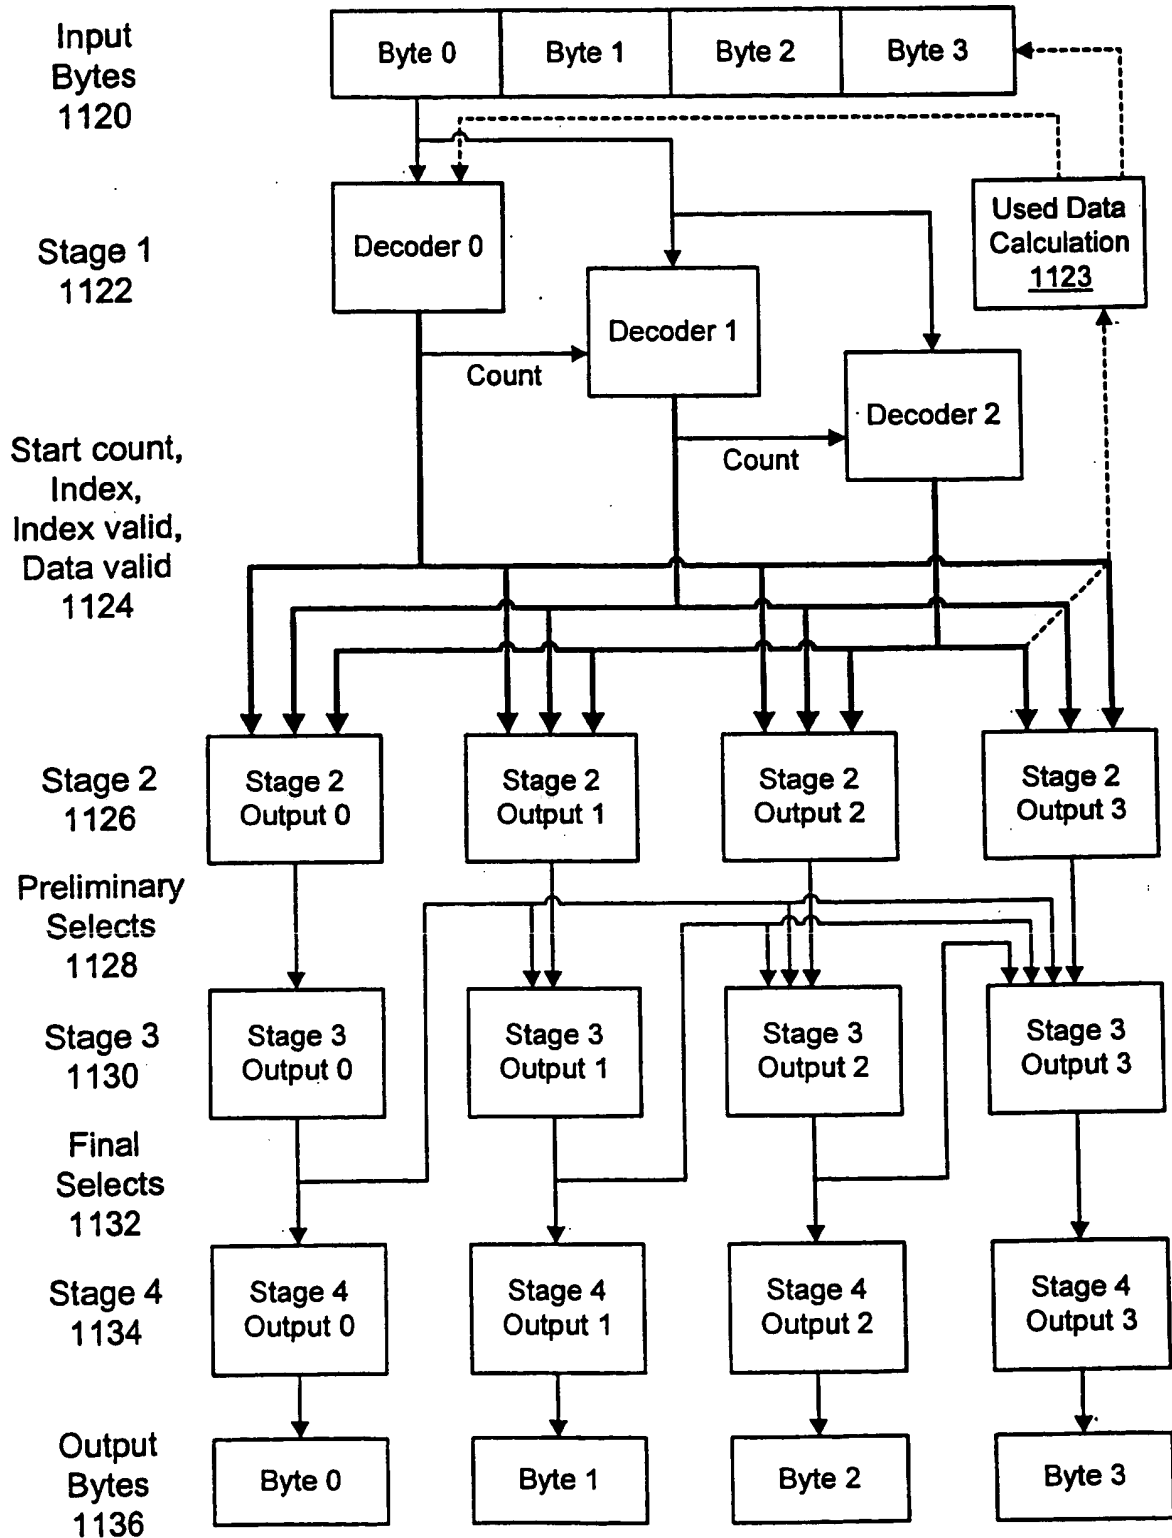 Input
Bytes
1120
Byte 0
Byte 1
Byte 2
Byte 3
Stage 1
1122
Decoder 0
Decoder 1
Decoder 2
Used Data
Calculation
1123
Count
Count
Start count,
Index,
Index valid,
Data valid
1124
Stage 2
1126
Stage 2
Output 0
Stage 2
Output 1
Stage 2
Output 2
Stage 2
Output 3
Preliminary
Selects
1128
Stage 3
1130
Stage 3
Output 0
Stage 3
Output 1
Stage 3
Output 2
Stage 3
Output 3
Final
Selects
1132
Stage 4
1134
Stage 4
Output 0
Stage 4
Output 1
Stage 4
Output 2
Stage 4
Output 3
Output
Bytes
1136
Byte 0
Byte 1
Byte 2
Byte 3